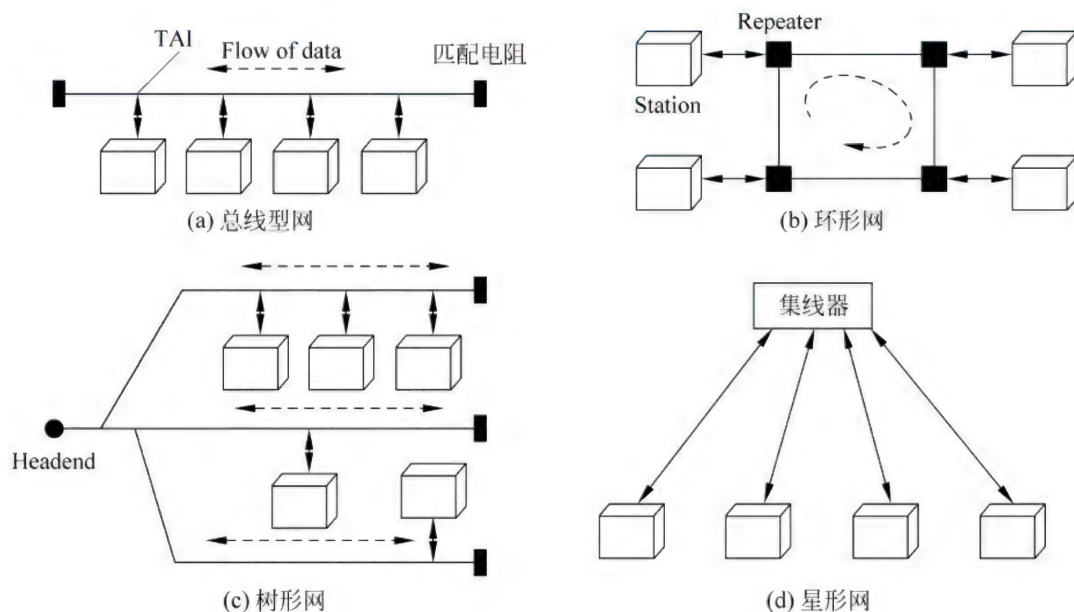 TAI
Flow of data
匹配电阻
(a) 总线型网
Repeater
Station
(b) 环形网
Headend
(c) 树形网
集线器
(d) 星形网